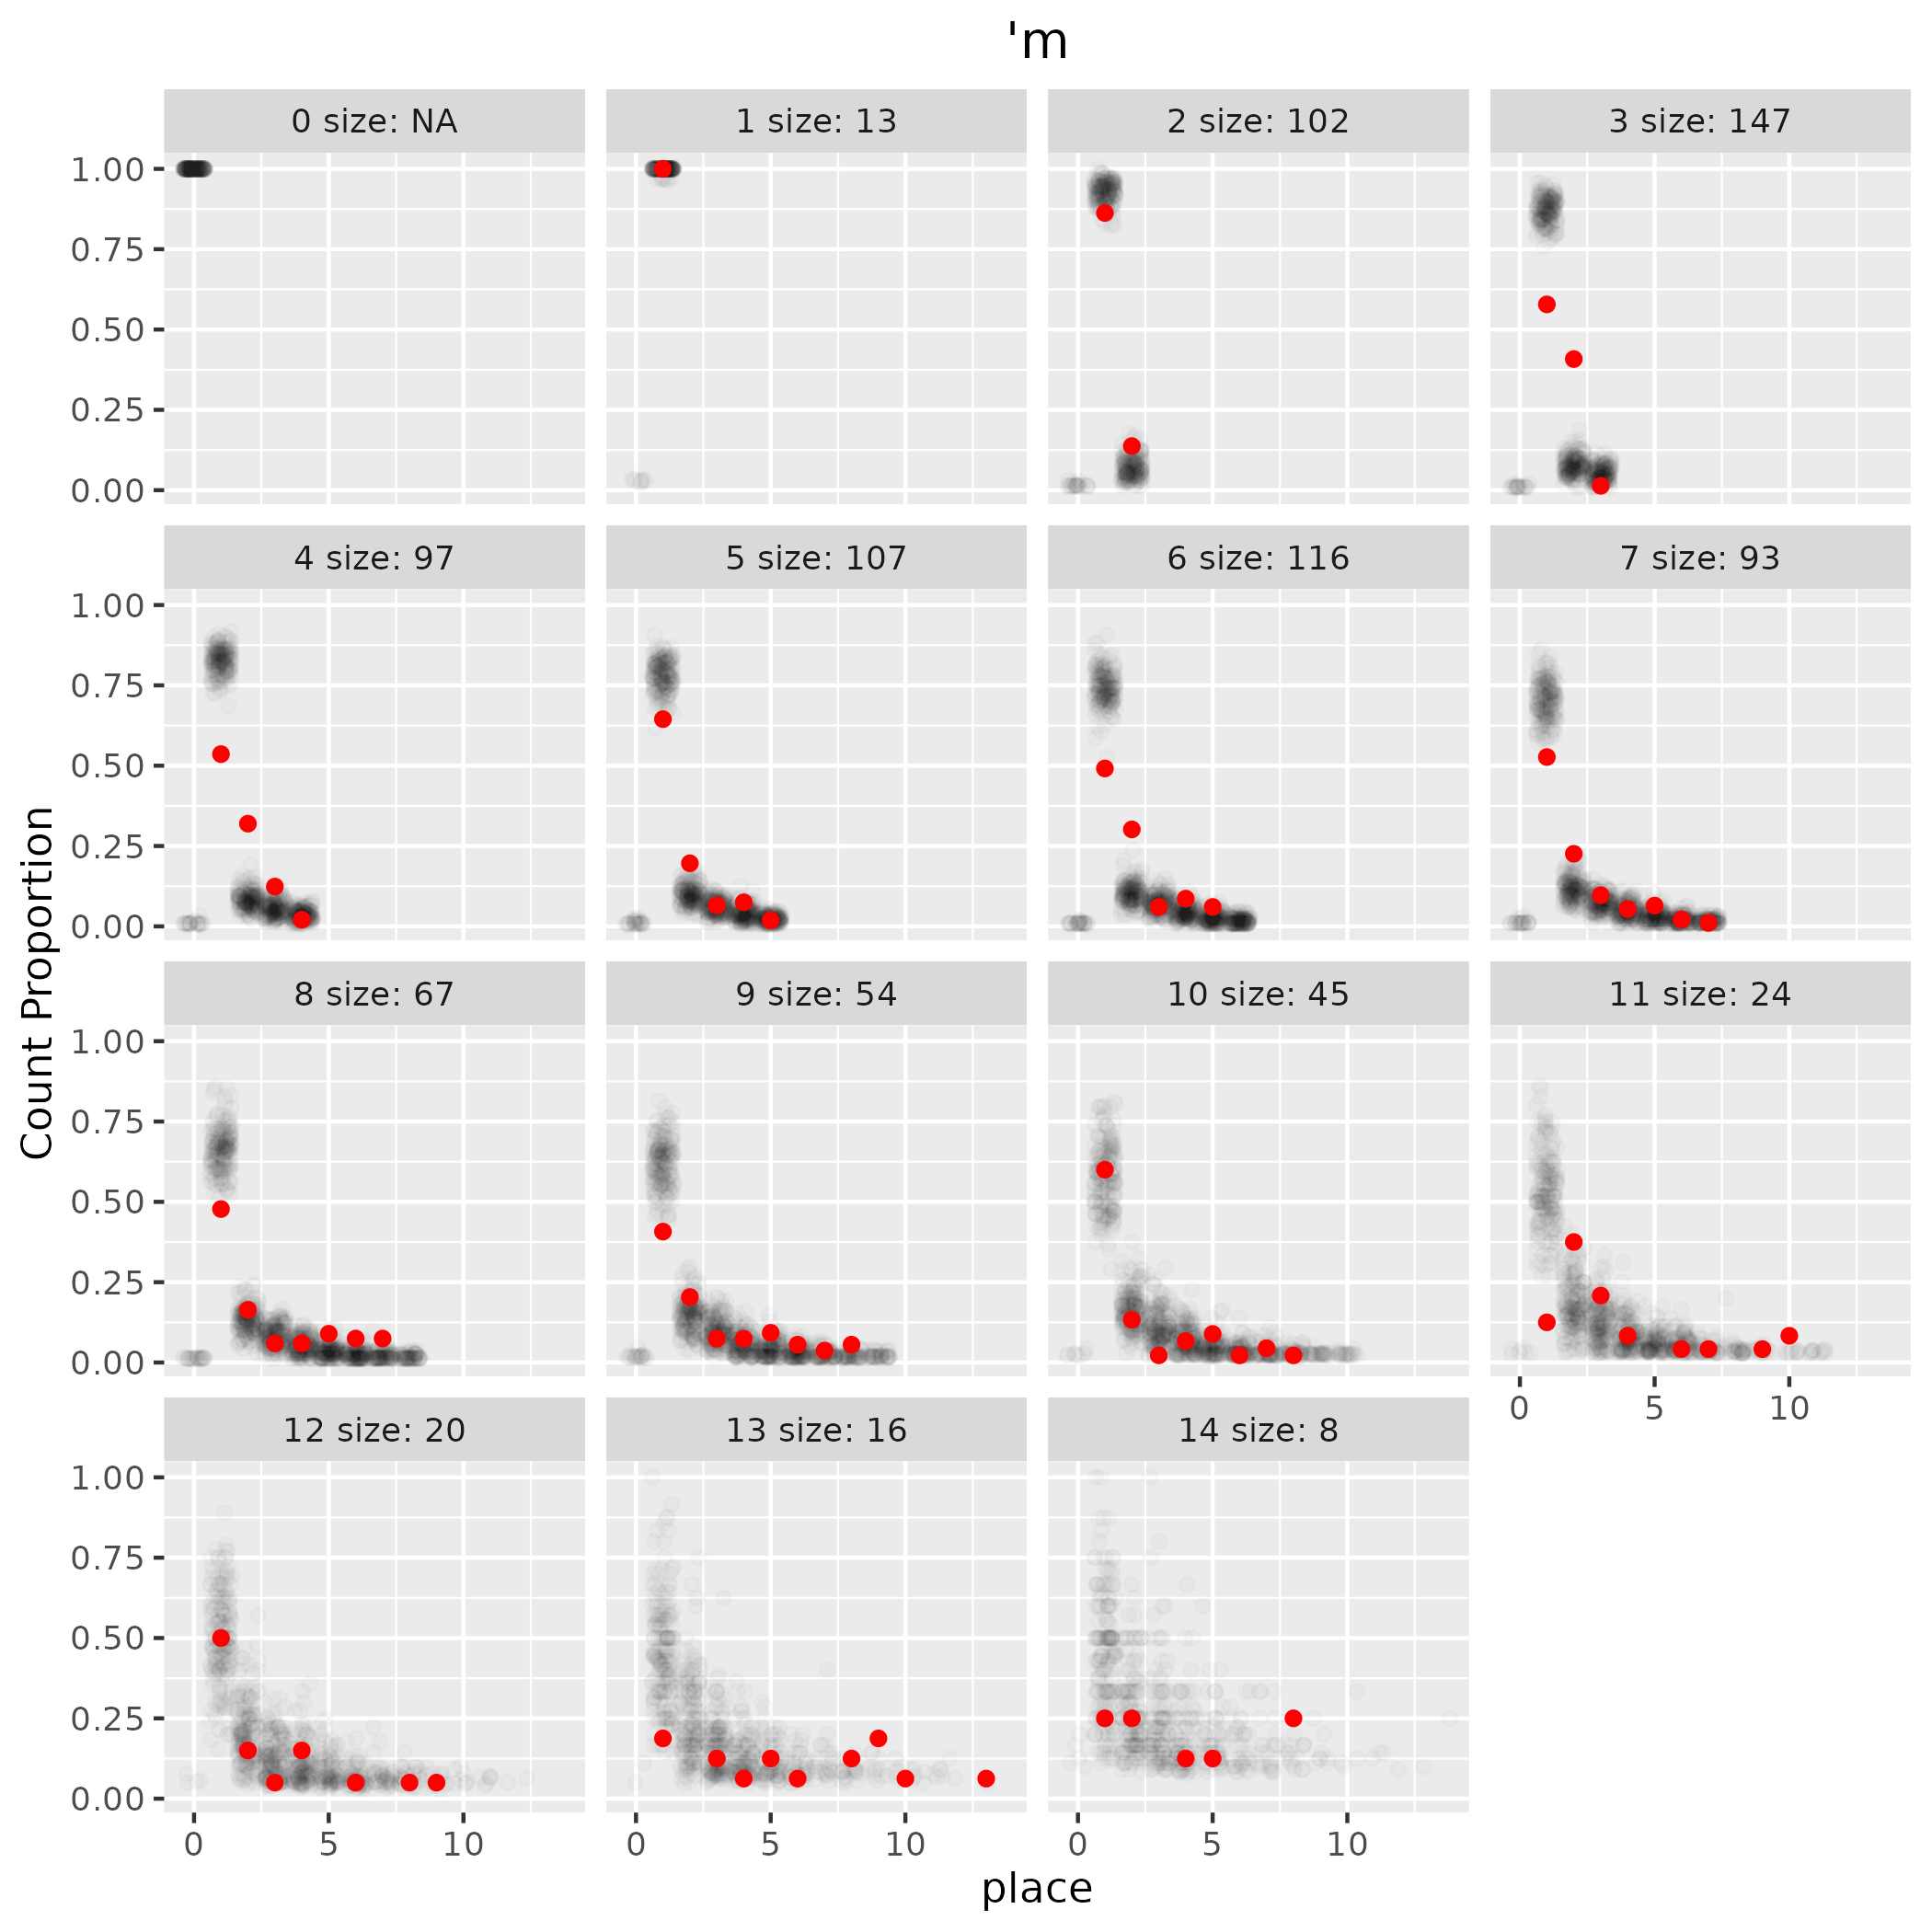 'm
0 size: NA
1 size: 13
2 size: 102
3 size: 147
1.00
0.75
0.50
0.25
0.00
4 size: 97
5 size: 107
6 size: 116
7 size: 93
1.00
0.75
0.50
0.25
0.00
Count Proportion
8 size: 67
9 size: 54
10 size: 45
11 size: 24
1.00
0.75
0.50
0.25
0.00
0 5 10
12 size: 20
13 size: 16
14 size: 8
1.00
0.75
0.50
0.25
0.00
0 5 10
0 5 10
0 5 10
place